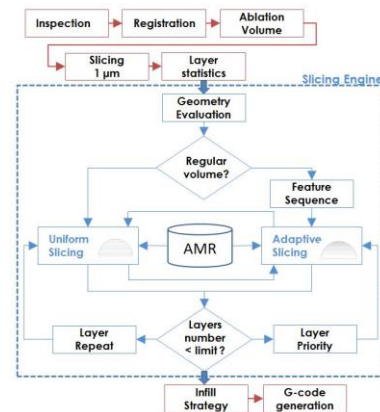 Inspection
Registration
Ablation
Volume
Slicing
1 µm
Layer
statistics
Slicing Engine
Geometry
Evaluation
Regular
volume?
Feature
Sequence
Uniform
Slicing
AMR
Adaptive
Slicing
Layer
Repeat
Layers
number
< limit?
Layer
Priority
Infill
Strategy
G-code
generation